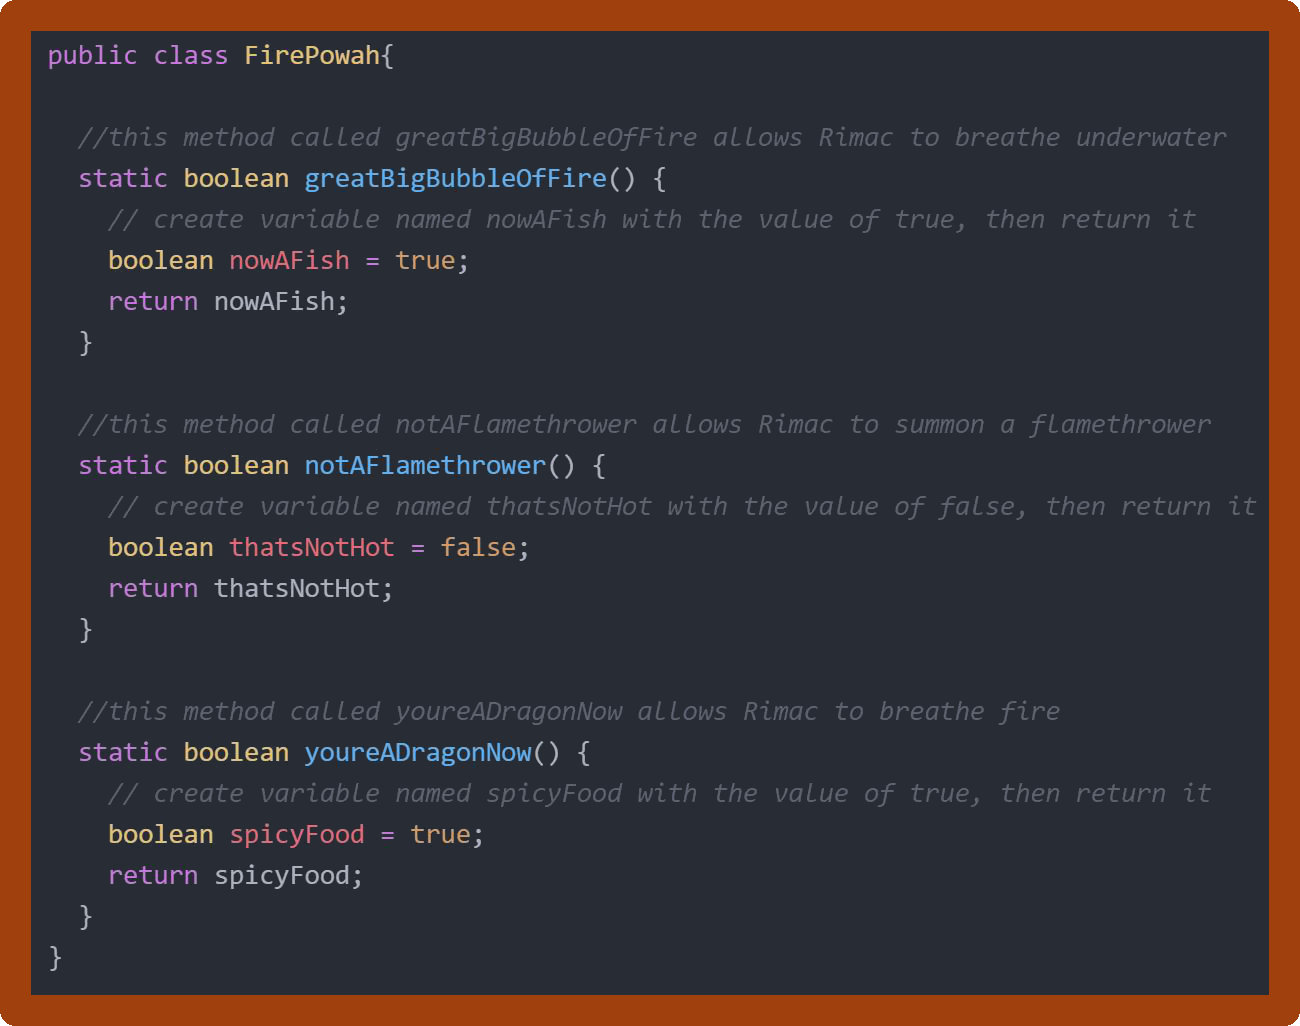 public class FirePowah{
//this method called greatBigBubbleOfFire allows Rimac to breathe underwater
static boolean greatBigBubbleOfFire() {
// create variable named nowAFish with the value of true, then return it
boolean nowAFish = true;
return nowAFish;
}
//this method called notAFlamethrower allows Rimac to summon a flamethrower
static boolean notAFlamethrower() {
// create variable named thatsNotHot with the value of false, then return it
boolean thatsNotHot = false;
return thatsNotHot;
}
//this method called youreADragonNow allows Rimac to breathe fire
static boolean youreADragonNow() {
// create variable named spicyFood with the value of true, then return it
boolean spicyFood = true;
return spicyFood;
}
}